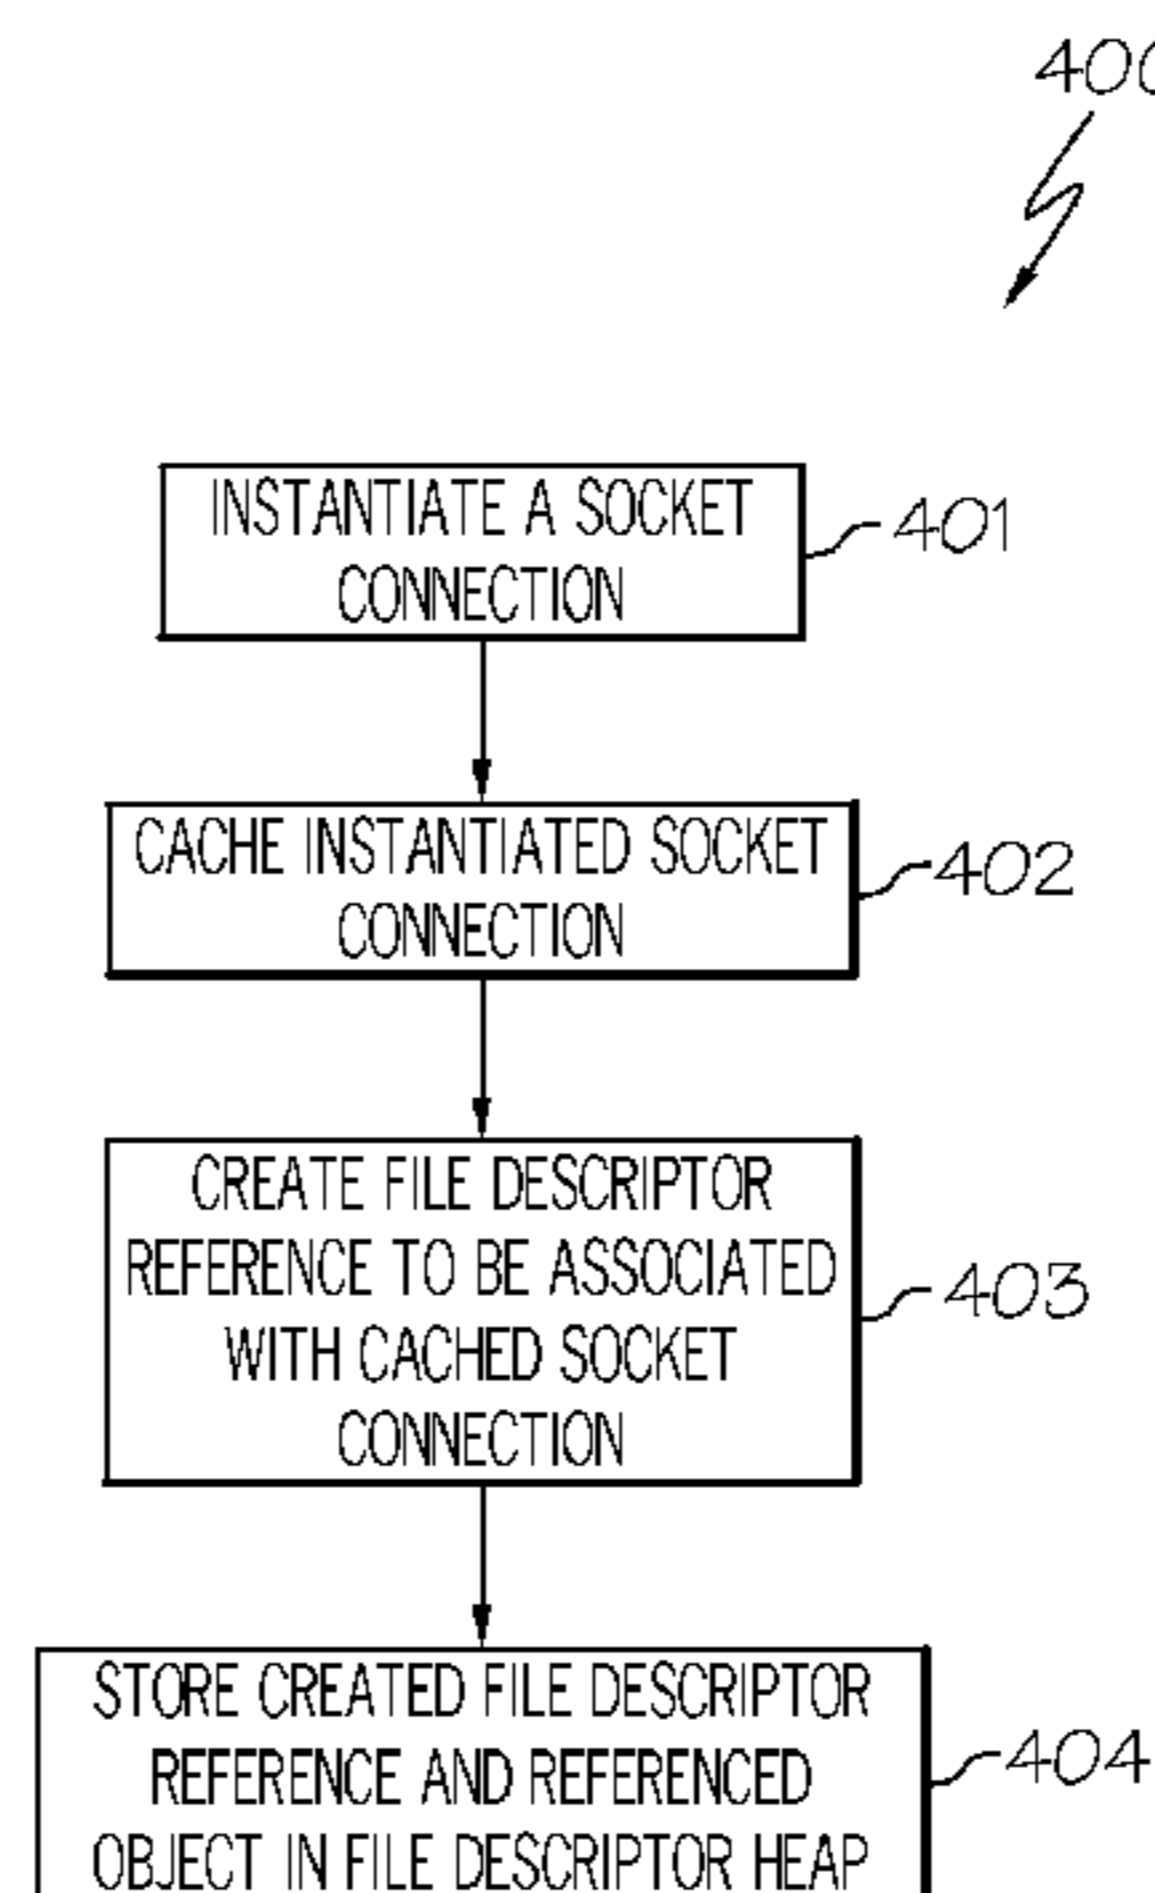 400
INSTANTIATE A SOCKET
CONNECTION
401
CACHE INSTANTIATED SOCKET
CONNECTION
402
CREATE FILE DESCRIPTOR
REFERENCE TO BE ASSOCIATED
WITH CACHED SOCKET
CONNECTION
403
STORE CREATED FILE DESCRIPTOR
REFERENCE AND REFERENCED
OBJECT IN FILE DESCRIPTOR HEAP
404